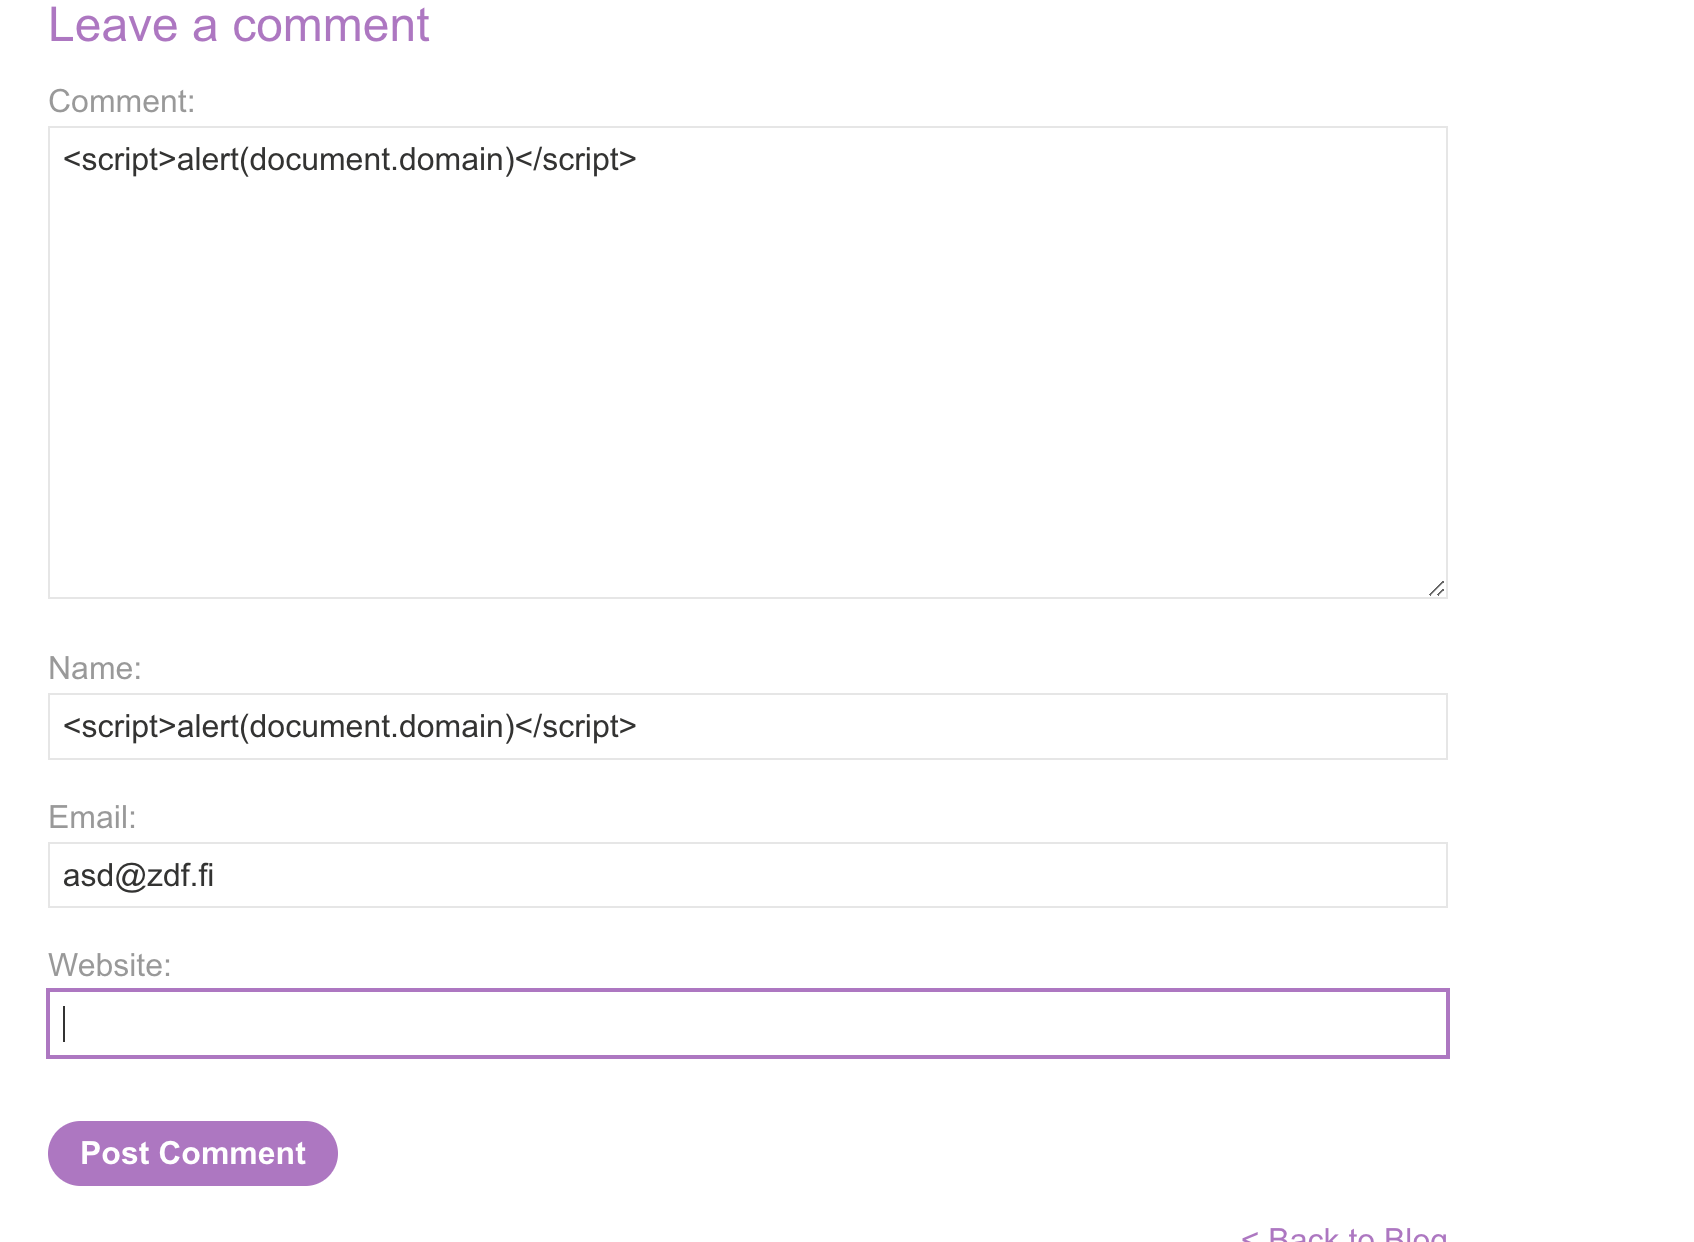 Leave a comment
Comment:
<script>alert(document.domain)</script>
Name:
<script>alert(document.domain)</script>
Email:
asd@zdf.fi
Website:
Post Comment
< Back to Blog